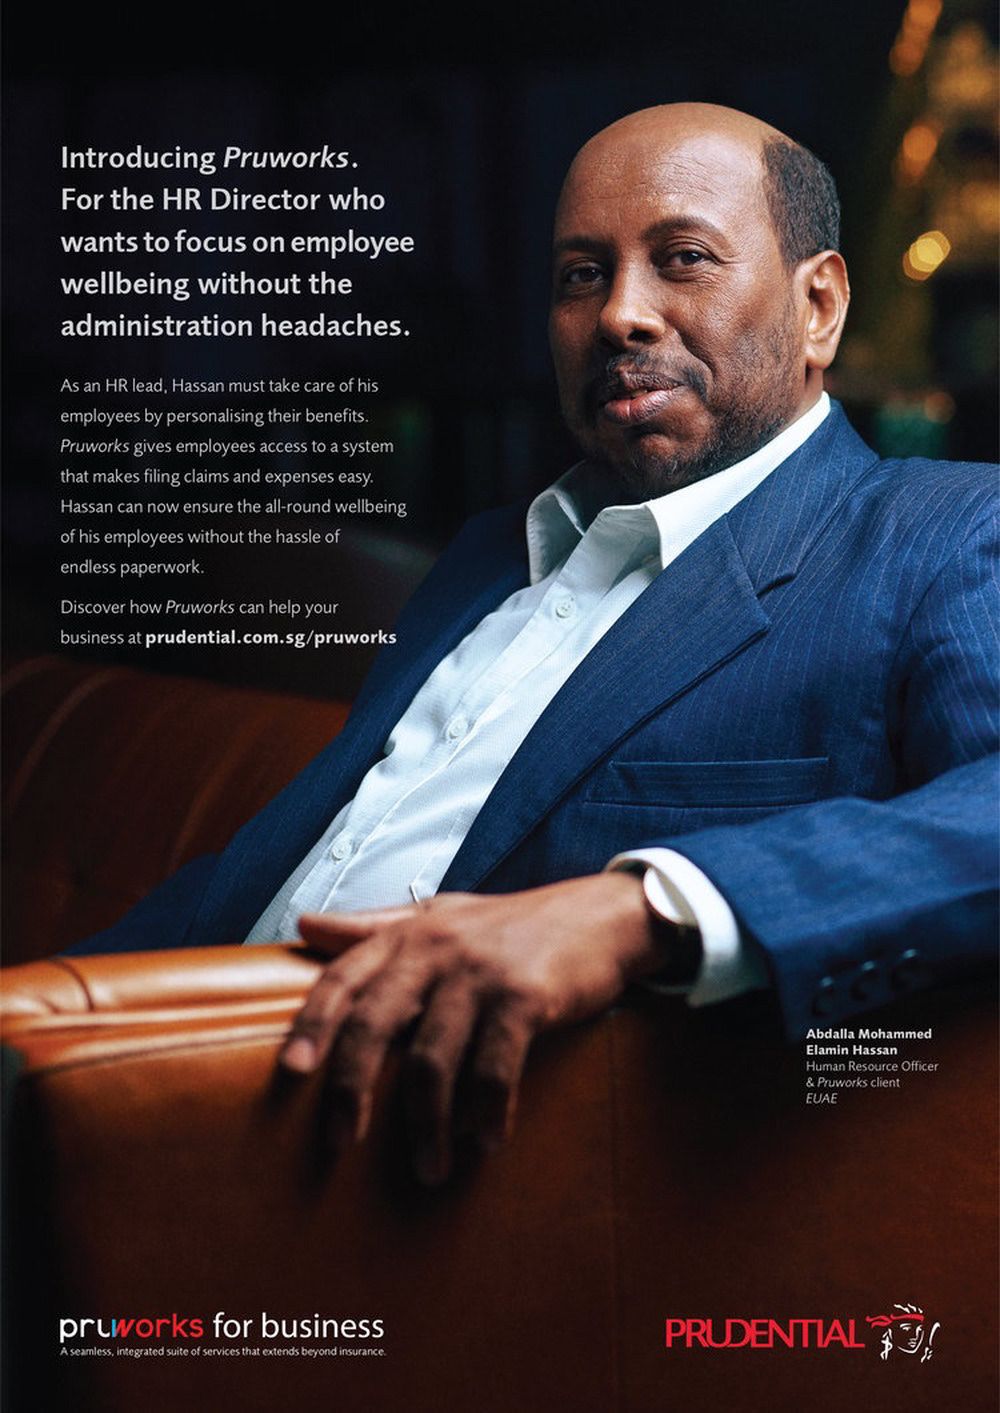 Introducing Pruworks.
For the HR Director who
wants to focus on employee
wellbeing without the
administration headaches.
As an HR lead, Hassan must take care of his
employees by personalising their benefits.
Pruworks gives employees access to a system
that makes filing claims and expenses easy.
Hassan can now ensure the all-round wellbeing
of his employees without the hassle of
endless paperwork.
Discover how Pruworks can help your
business at prudential.com.sg/pruworks
Abdalla Mohammed
Elamin Hassan
Human Resource Officer
& Pruworks client
EUAE
pruworks for business
A seamless, integrated suite of services that extends beyond insurance.
PRUDENTIAL